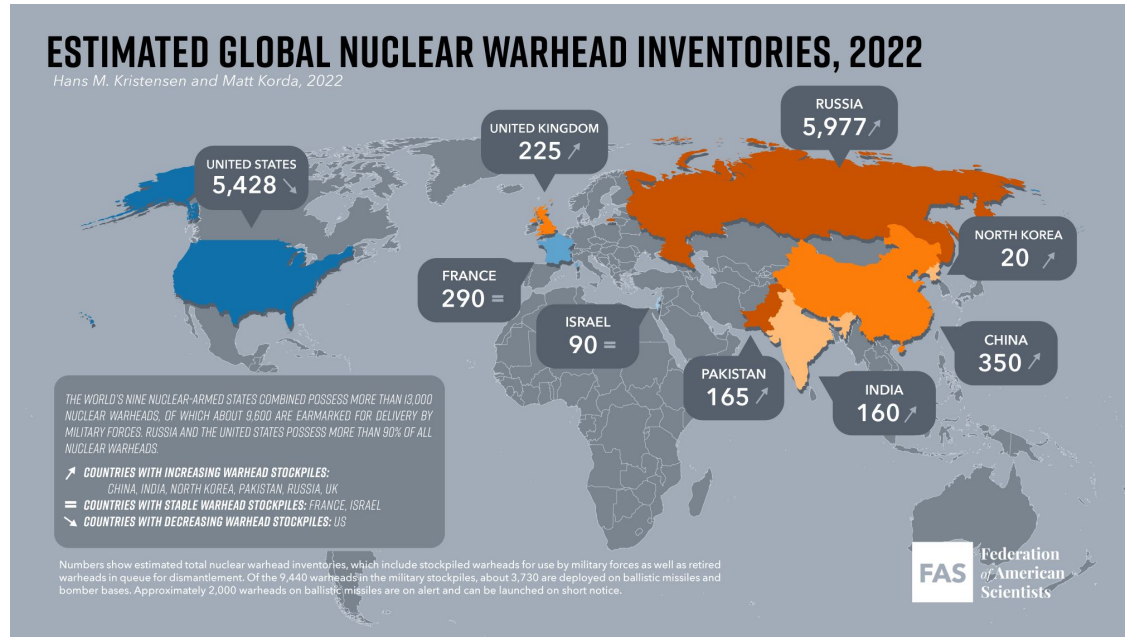 ESTIMATED GLOBAL NUCLEAR WARHEAD INVENTORIES, 2022
Hans M. Kristensen and Matt Korda, 2022
RUSSIA
5,977
UNITED KINGDOM
225
UNITED STATES
5,428
NORTH KOREA
20
FRANCE
290 =
ISRAEL
90 =
CHINA
350
PAKISTAN
165
INDIA
160
THE WORLD'S NINE NUCLEAR-ARMED STATES COMBINED POSSESS MORE THAN 13,000
NUCLEAR WARHEADS, OF WHICH ABOUT 9,600 ARE EARMARKED FOR DELIVERY BY
MILITARY FORCES. RUSSIA AND THE UNITED STATES POSSESS MORE THAN 90% OF ALL
NUCLEAR WARHEADS.
COUNTRIES WITH INCREASING WARHEAD STOCKPILES:
CHINA, INDIA, NORTH KOREA, PAKISTAN, RUSSIA, UK
= COUNTRIES WITH STABLE WARHEAD STOCKPILES: FRANCE, ISRAEL
COUNTRIES WITH DECREASING WARHEAD STOCKPILES: US
Numbers show estimated total nuclear warhead inventories, which include stockpiled warheads for use by military forces as well as retired
warheads in queue for dismantlement. Of the 9,440 warheads in the military stockpiles, about 3,730 are deployed on ballistic missiles and
bomber bases. Approximately 2,000 warheads on ballistic missiles are on alert and can be launched on short notice.
FAS
Federation
of American
Scientists